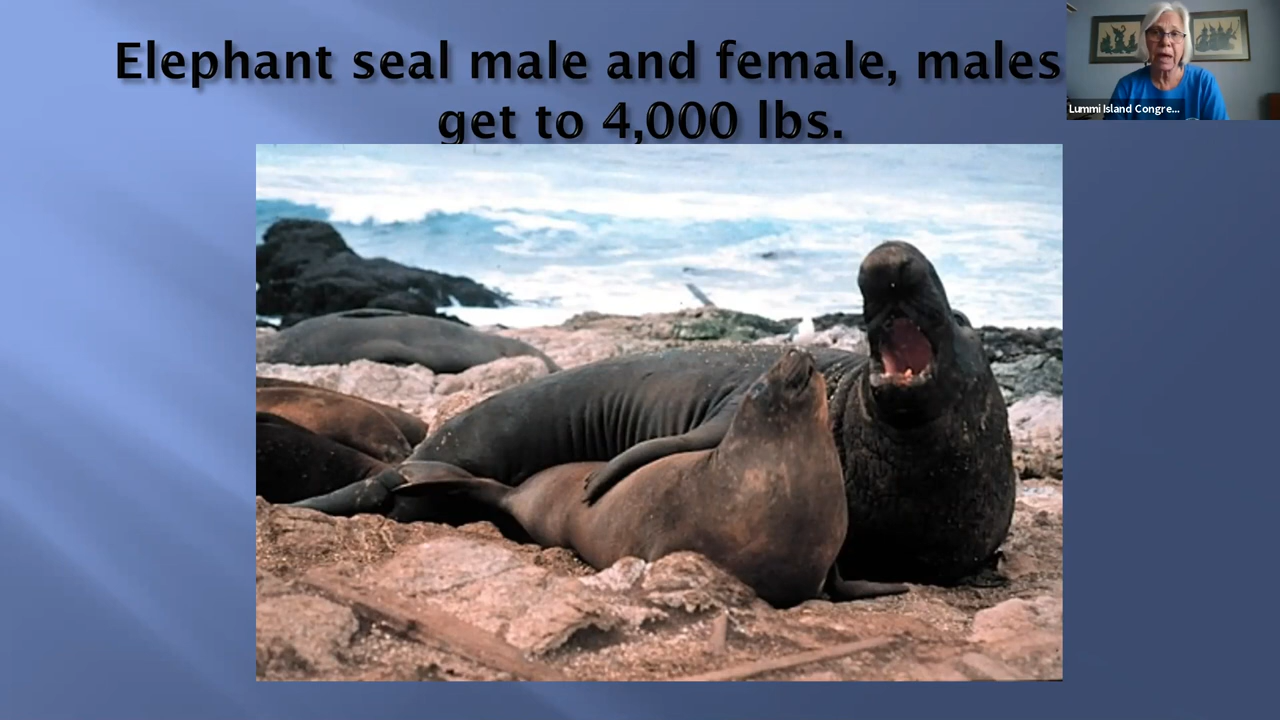 Elephant seal male and female, males
get to 4,000 lbs.
Lummi Island Congre...